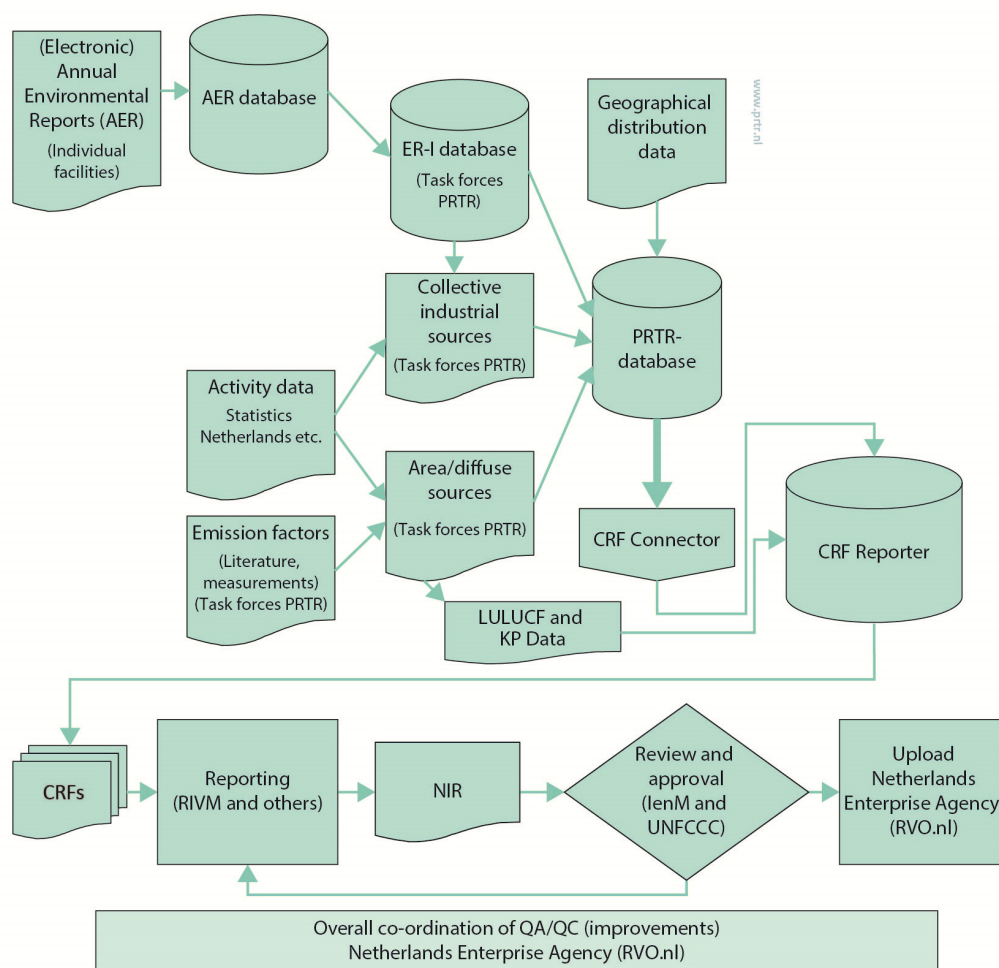 (Electronic)
Annual
Environmental
Reports (AER)
(Individual
facilities)
AER database
ER-I database
(Task forces
PRTR)
Geographical
distribution
data
www.prtr.nl
Collective
industrial
sources
(Task forces PRTR)
PRTR-
database
Activity data
Statistics
Netherlands etc.
Area/diffuse
sources
(Task forces PRTR)
Emission factors
(Literature,
measurements)
(Task forces PRTR)
CRF Connector
CRF Reporter
LULUCF and
KP Data
CRFs
Reporting
(RIVM and others)
NIR
Review and
approval
(IenM and
UNFCCC)
Upload
Netherlands
Enterprise Agency
(RVO.nl)
Overall co-ordination of QA/QC (improvements)
Netherlands Enterprise Agency (RVO.nl)